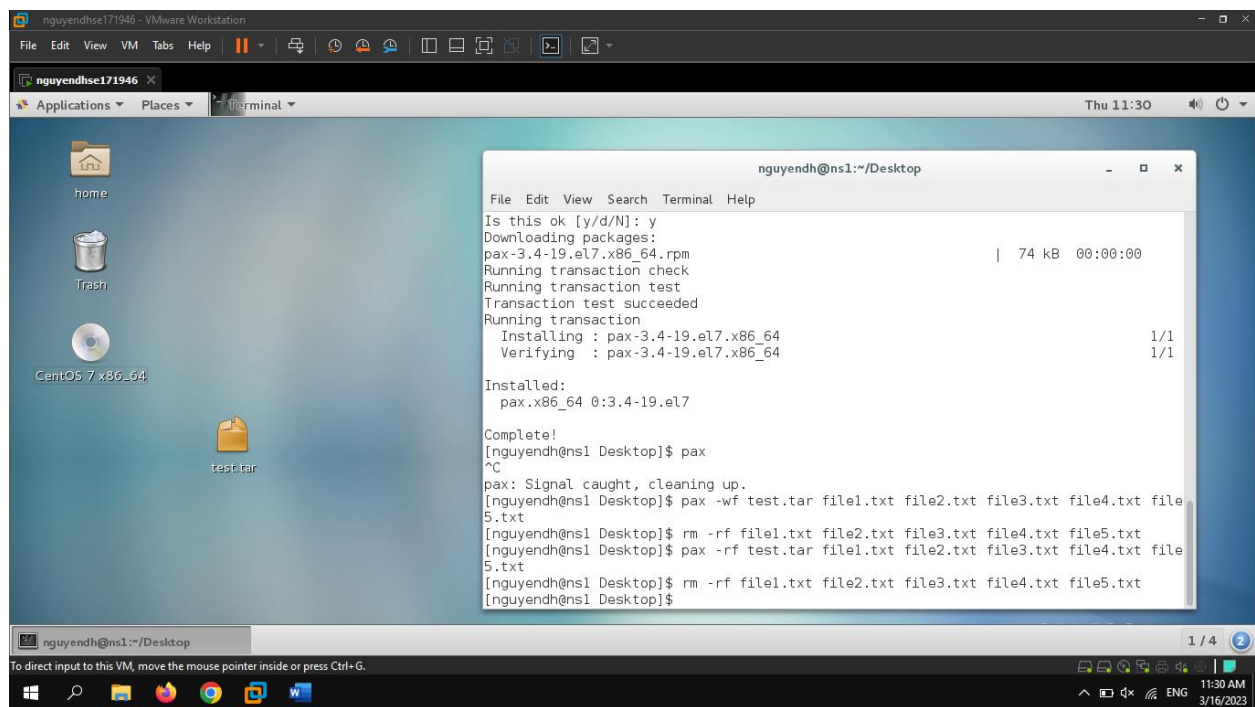 nguyendhse171946 - VMware Workstation
File Edit View VM Tabs Help
nguyendhse171946
Applications Places Terminal Thu 11:30
home
Trash
CentOS 7 x86_64
test.tar
nguyendh@ns1:~/Desktop
File Edit View Search Terminal Help
Is this ok [y/d/N]: y
Downloading packages:
pax-3.4-19.el7.x86_64.rpm | 74 kB 00:00:00
Running transaction check
Running transaction test
Transaction test succeeded
Running transaction
Installing : pax-3.4-19.el7.x86_64 1/1
Verifying : pax-3.4-19.el7.x86_64 1/1
Installed:
pax.x86_64 0:3.4-19.el7
Complete!
[nguyendh@ns1 Desktop]$ pax
^C
pax: Signal caught, cleaning up.
[nguyendh@ns1 Desktop]$ pax -wf test.tar file1.txt file2.txt file3.txt file4.txt file
5.txt
[nguyendh@ns1 Desktop]$ rm -rf file1.txt file2.txt file3.txt file4.txt file5.txt
[nguyendh@ns1 Desktop]$ pax -rf test.tar file1.txt file2.txt file3.txt file4.txt file
5.txt
[nguyendh@ns1 Desktop]$ rm -rf file1.txt file2.txt file3.txt file4.txt file5.txt
[nguyendh@ns1 Desktop]$
nguyendh@ns1:~/Desktop 1 / 4 2
To direct input to this VM, move the mouse pointer inside or press Ctrl+G.
ENG 11:30 AM
3/16/2023